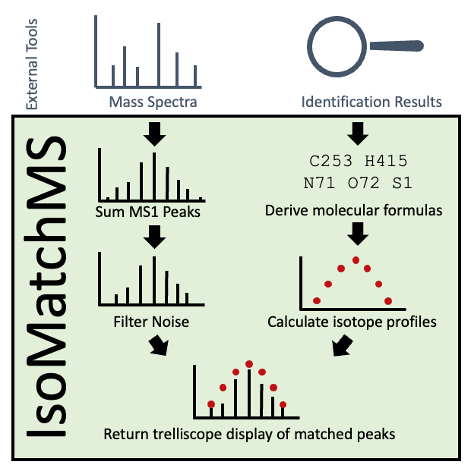 External Tools
Mass Spectra
Identification Results
IsoMatchMS
Sum MS1 Peaks
C253 H415
N71 O72 S1
Derive molecular formulas
Filter Noise
Calculate isotope profiles
Return trelliscope display of matched peaks